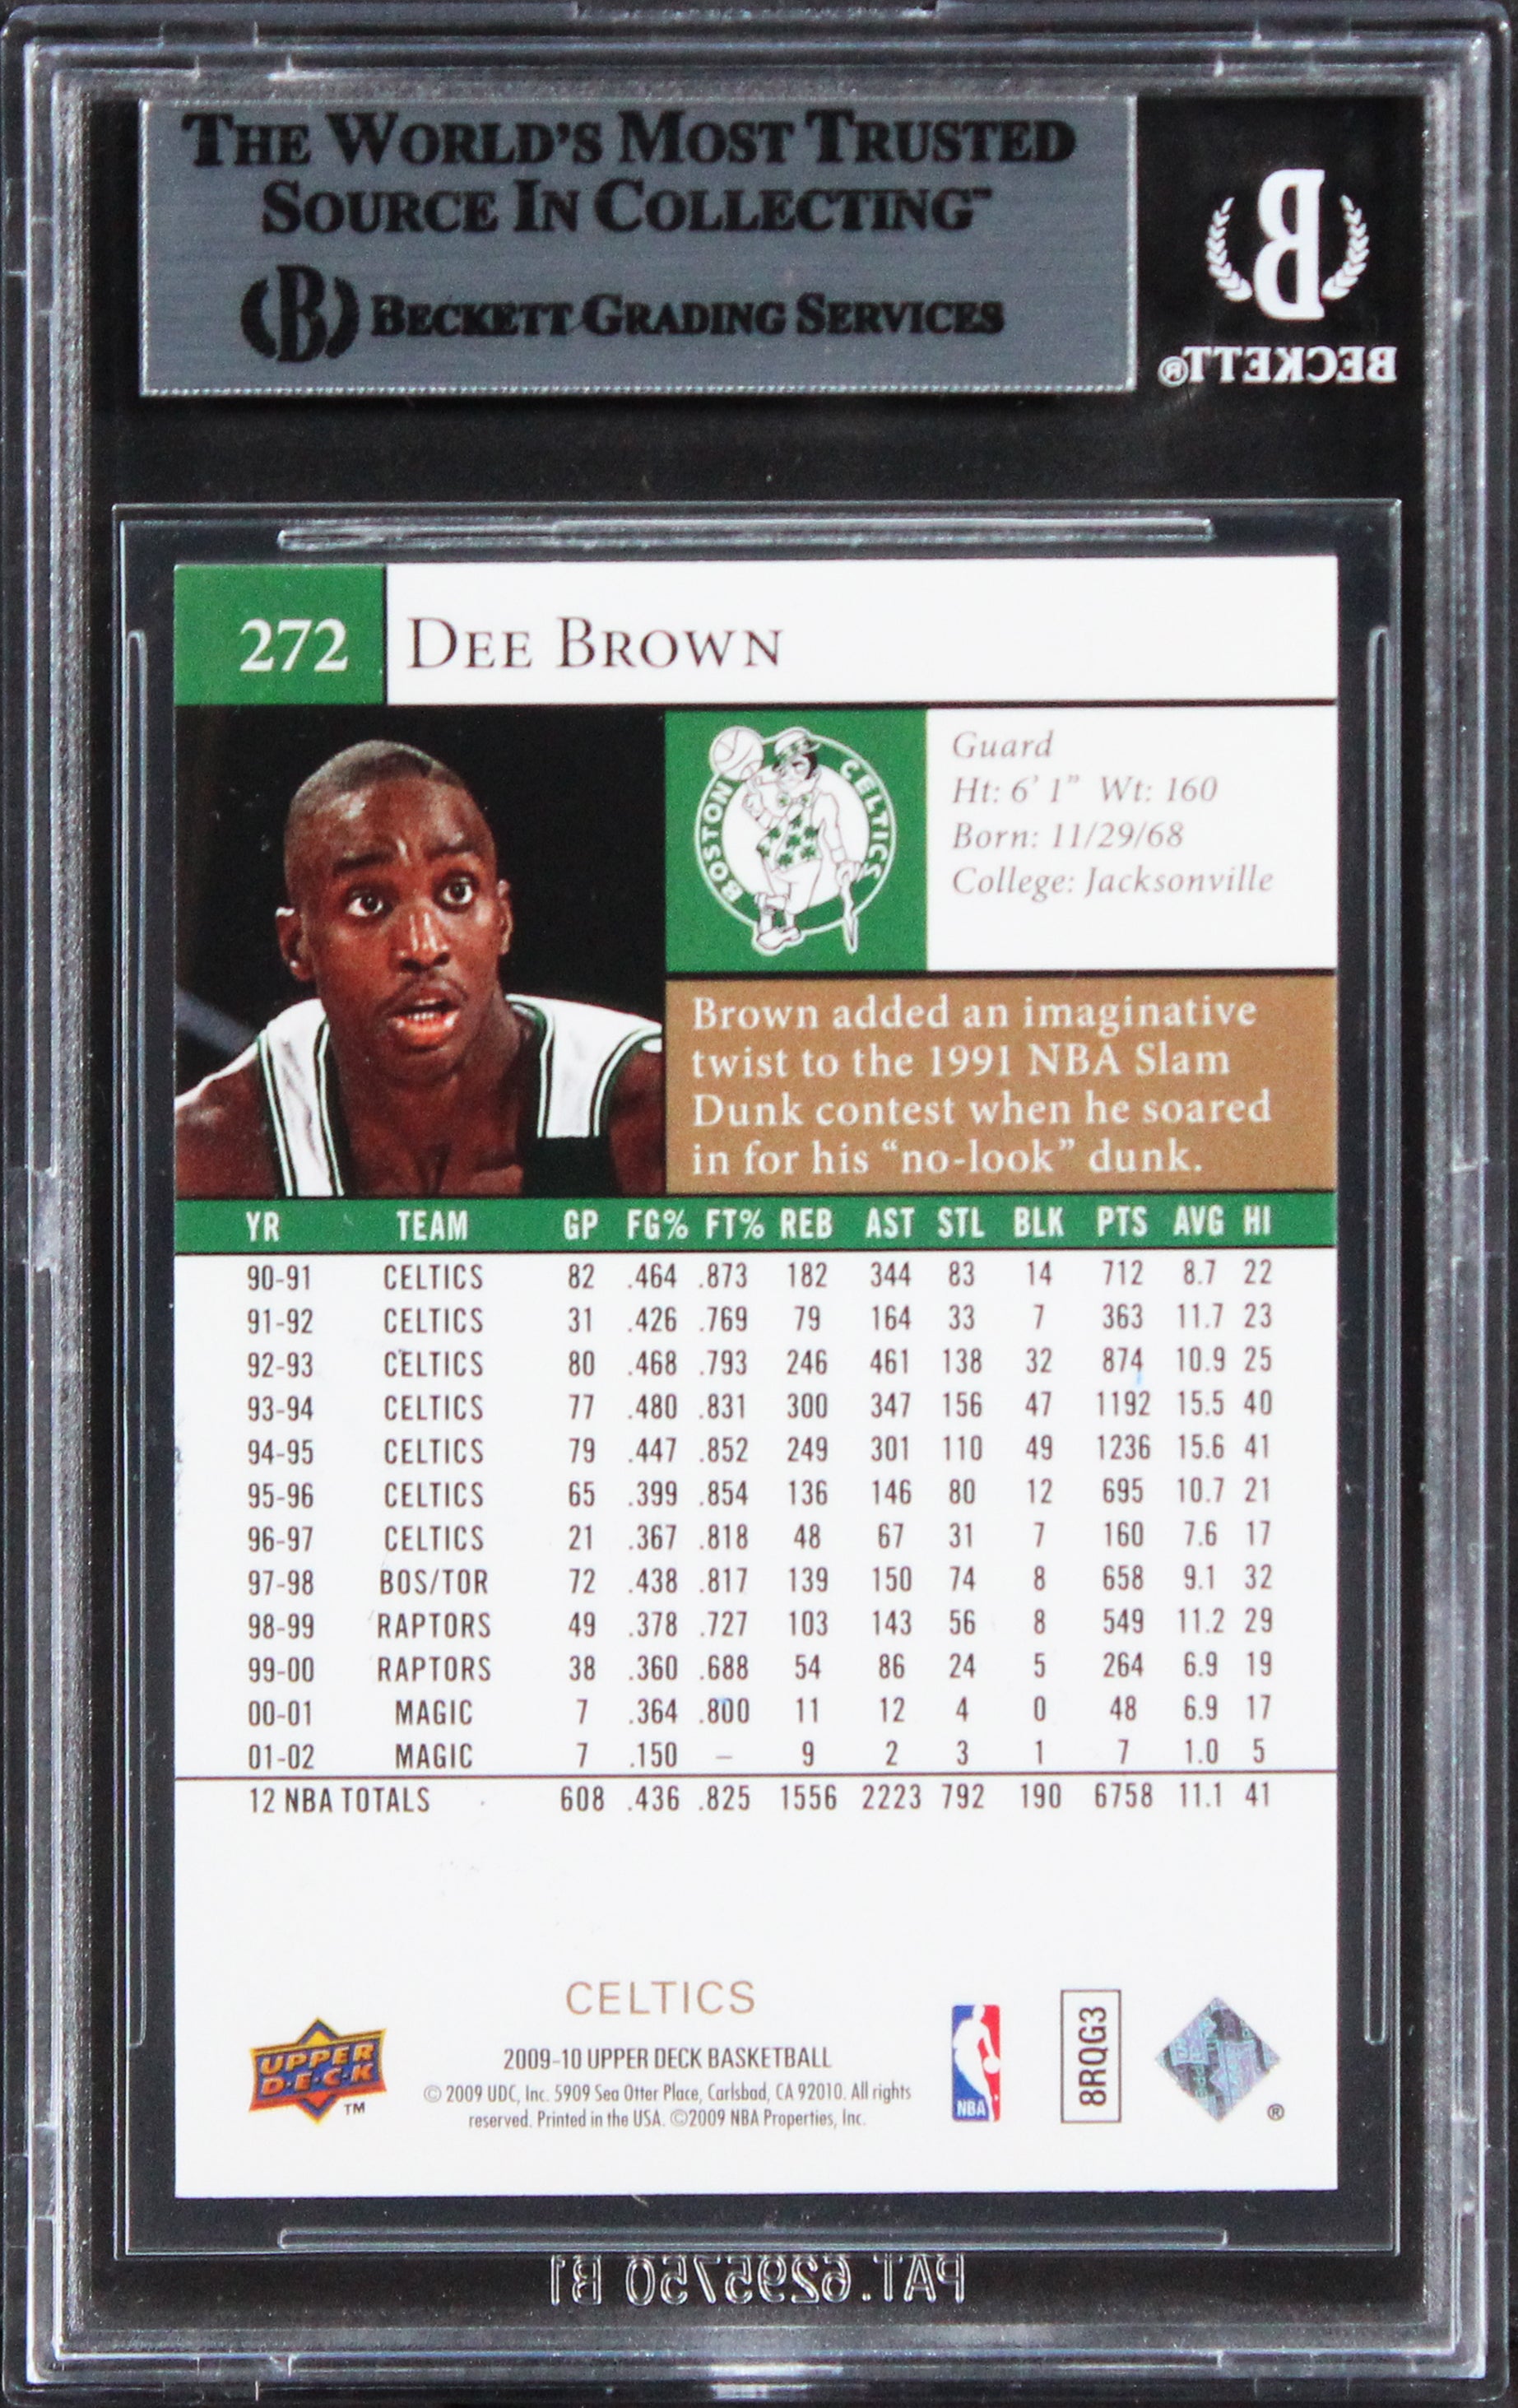 THE WORLD'S MOST TRUSTED
SOURCE IN COLLECTING™
B BECKETT GRADING SERVICES
B
BECKETT®
272 DEE BROWN
BOSTON CELTICS
Guard
Ht: 6' 1" Wt: 160
Born: 11/29/68
College: Jacksonville
Brown added an imaginative
twist to the 1991 NBA Slam
Dunk contest when he soared
in for his “no-look” dunk.
YR TEAM GP FG% FT% REB AST STL BLK PTS AVG HI
90-91 CELTICS 82 .464 .873 182 344 83 14 712 8.7 22
91-92 CELTICS 31 .426 .769 79 164 33 7 363 11.7 23
92-93 CELTICS 80 .468 .793 246 461 138 32 874 10.9 25
93-94 CELTICS 77 .480 .831 300 347 156 47 1192 15.5 40
94-95 CELTICS 79 .447 .852 249 301 110 49 1236 15.6 41
95-96 CELTICS 65 .399 .854 136 146 80 12 695 10.7 21
96-97 CELTICS 21 .367 .818 48 67 31 7 160 7.6 17
97-98 BOS/TOR 72 .438 .817 139 150 74 8 658 9.1 32
98-99 RAPTORS 49 .378 .727 103 143 56 8 549 11.2 29
99-00 RAPTORS 38 .360 .688 54 86 24 5 264 6.9 19
00-01 MAGIC 7 .364 .800 11 12 4 0 48 6.9 17
01-02 MAGIC 7 .150 – 9 2 3 1 7 1.0 5
12 NBA TOTALS 608 .436 .825 1556 2223 792 190 6758 11.1 41
CELTICS
UPPER
DECK
™
2009-10 UPPER DECK BASKETBALL
© 2009 UDC, Inc. 5909 Sea Otter Place, Carlsbad, CA 92010. All rights
reserved. Printed in the USA. ©2009 NBA Properties, Inc.
NBA
8RQG3
®
PAT. 6295750 B1